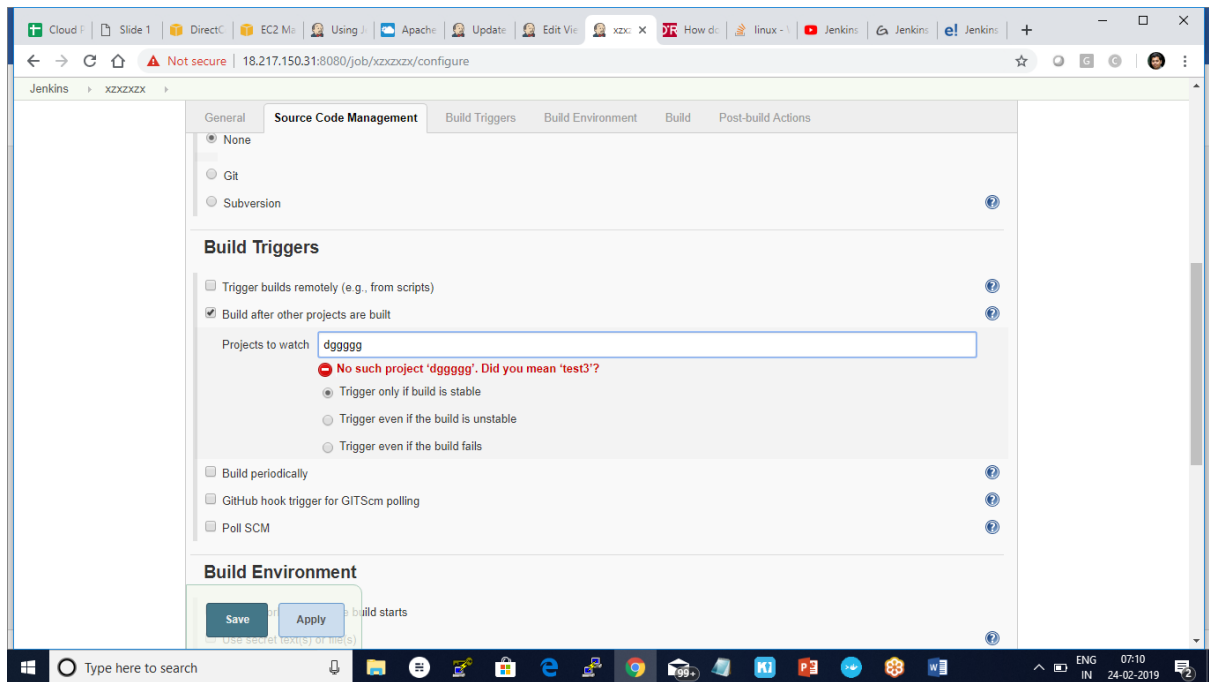 Cloud F
Slide 1
DirectC
EC2 Ma
Using J
Apache
Update
Edit Vie
xzx:
How do
linux - \
Jenkins
Jenkins
Jenkins
Not secure | 18.217.150.31:8080/job/xzxzxzx/configure
Jenkins xzxzxzx
General Source Code Management Build Triggers Build Environment Build Post-build Actions
None
Git
Subversion
Build Triggers
Trigger builds remotely (e.g., from scripts)
Build after other projects are built
Projects to watch dggggg
No such project ‘dggggg’. Did you mean ‘test3’?
Trigger only if build is stable
Trigger even if the build is unstable
Trigger even if the build fails
Build periodically
GitHub hook trigger for GITScm polling
Poll SCM
Build Environment
build starts
Save Apply
Use secret text(s) or file(s)
Type here to search
99+
ENG
IN
07:10
24-02-2019
2